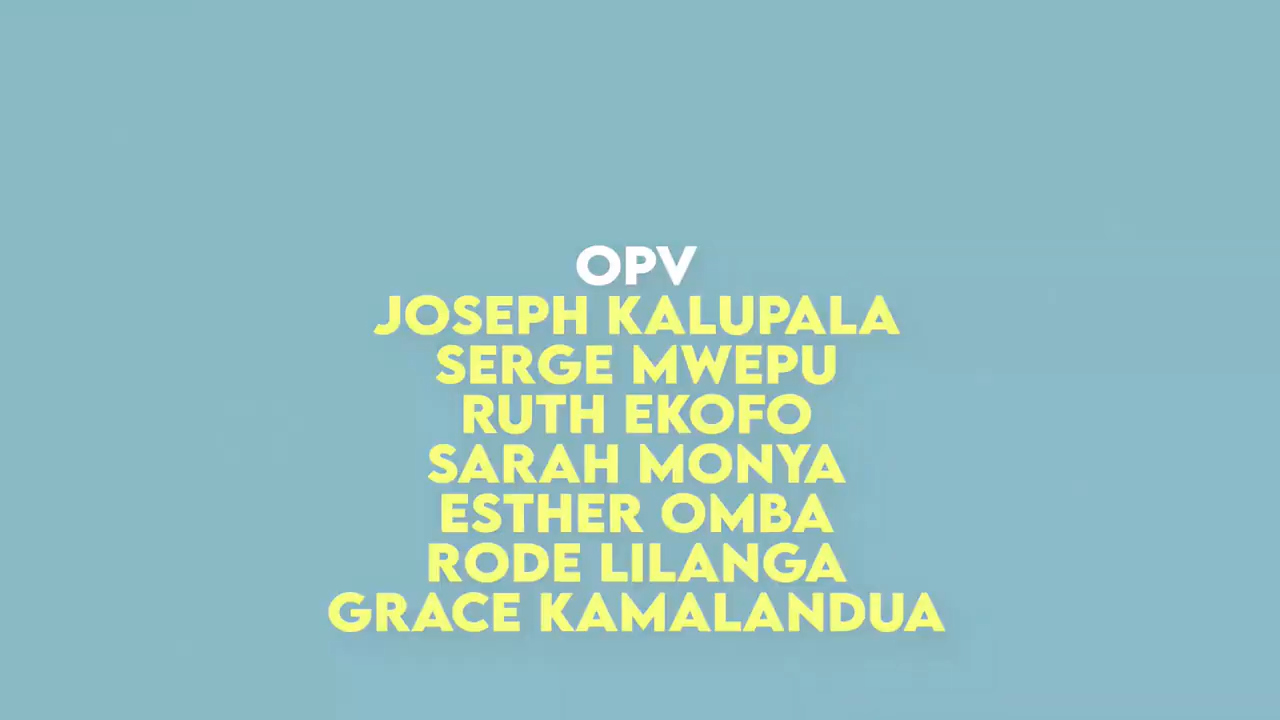 OPV
JOSEPH KALUPALA
SERGE MWEPU
RUTH EKOFO
SARAH MONYA
ESTHER OMBA
RODE LILANGA
GRACE KAMALANDUA